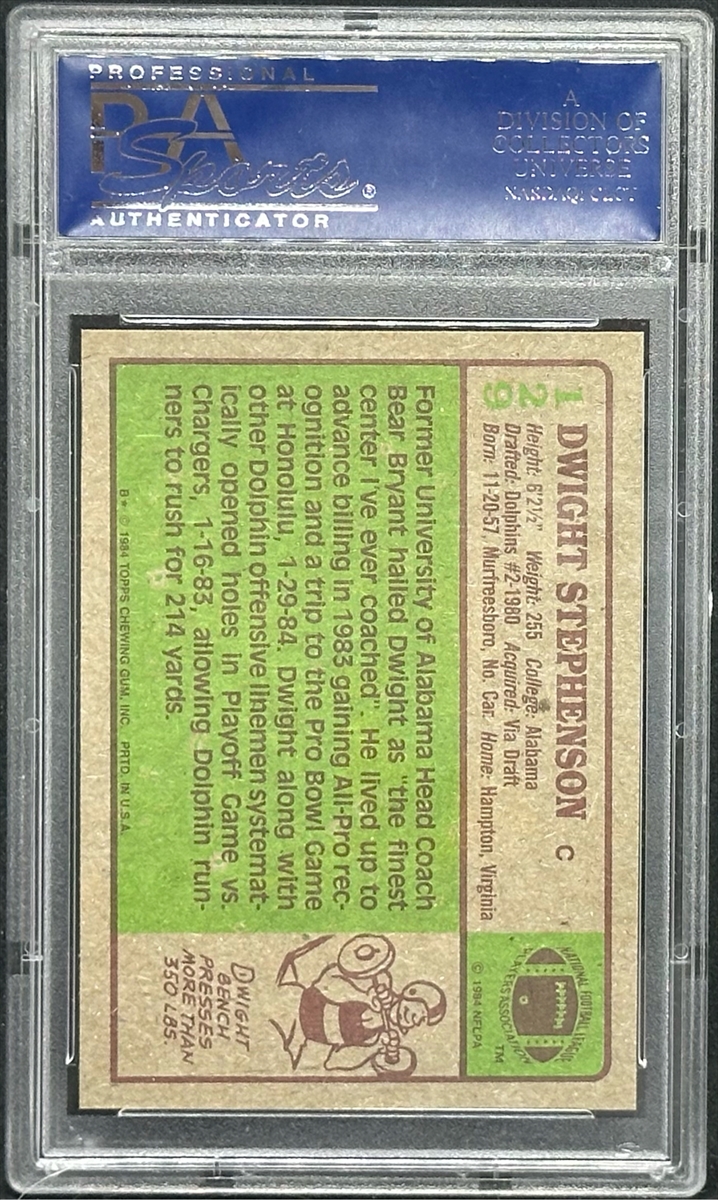 PROFESSIONAL
PSA
Sports®
AUTHENTICATOR
A
DIVISION OF
COLLECTORS
UNIVERSE
NASDAQ: CLCT
129
DWIGHT STEPHENSON C
Height: 6'2½" Weight: 255 College: Alabama
Drafted: Dolphins #2-1980 Acquired: Via Draft
Born: 11-20-57, Murfreesboro, No. Car. Home: Hampton, Virginia
NATIONAL FOOTBALL LEAGUE
PLAYERS ASSOCIATION
TM
© 1984 NFLPA
Former University of Alabama Head Coach
Bear Bryant hailed Dwight as "the finest
center I've ever coached" He lived up to
advance billing in 1983 gaining All-Pro rec-
ognition and a trip to the Pro Bowl Game
at Honolulu, 1-29-84. Dwight along with
other Dolphin offensive linemen systemat-
ically opened holes in Playoff Game vs.
Chargers, 1-16-83, allowing Dolphin run-
ners to rush for 214 yards.
DWIGHT
BENCH
PRESSES
MORE THAN
350 LBS.
B* © 1984 TOPPS CHEWING GUM, INC. PRTD. IN U.S.A.